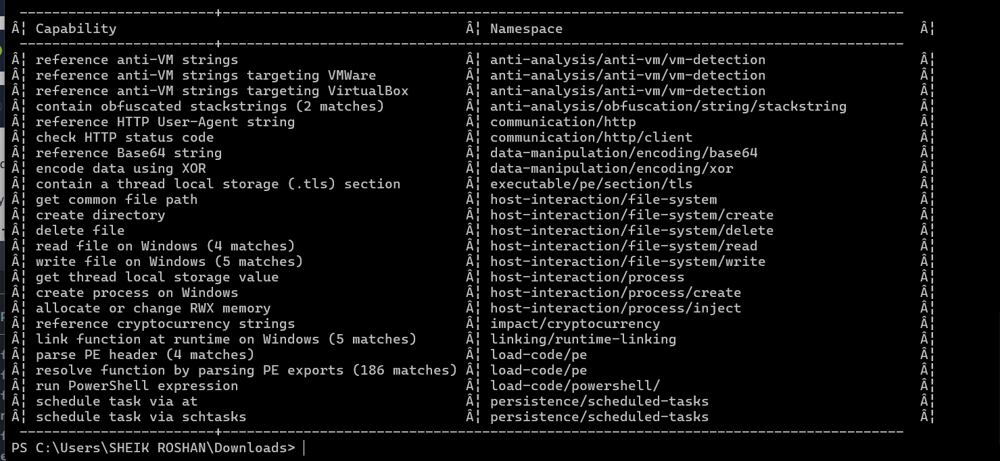 ------------------------+------------------------------------------------------------------------------------
Â¦ Capability Â¦ Namespace Â¦
------------------------+------------------------------------------------------------------------------------
Â¦ reference anti-VM strings Â¦ anti-analysis/anti-vm/vm-detection Â¦
Â¦ reference anti-VM strings targeting VMWare Â¦ anti-analysis/anti-vm/vm-detection Â¦
Â¦ reference anti-VM strings targeting VirtualBox Â¦ anti-analysis/anti-vm/vm-detection Â¦
Â¦ contain obfuscated stackstrings (2 matches) Â¦ anti-analysis/obfuscation/string/stackstring Â¦
Â¦ reference HTTP User-Agent string Â¦ communication/http Â¦
Â¦ check HTTP status code Â¦ communication/http/client Â¦
Â¦ reference Base64 string Â¦ data-manipulation/encoding/base64 Â¦
Â¦ encode data using XOR Â¦ data-manipulation/encoding/xor Â¦
Â¦ contain a thread local storage (.tls) section Â¦ executable/pe/section/tls Â¦
Â¦ get common file path Â¦ host-interaction/file-system Â¦
Â¦ create directory Â¦ host-interaction/file-system/create Â¦
Â¦ delete file Â¦ host-interaction/file-system/delete Â¦
Â¦ read file on Windows (4 matches) Â¦ host-interaction/file-system/read Â¦
Â¦ write file on Windows (5 matches) Â¦ host-interaction/file-system/write Â¦
Â¦ get thread local storage value Â¦ host-interaction/process Â¦
Â¦ create process on Windows Â¦ host-interaction/process/create Â¦
Â¦ allocate or change RWX memory Â¦ host-interaction/process/inject Â¦
Â¦ reference cryptocurrency strings Â¦ impact/cryptocurrency Â¦
Â¦ link function at runtime on Windows (5 matches) Â¦ linking/runtime-linking Â¦
Â¦ parse PE header (4 matches) Â¦ load-code/pe Â¦
Â¦ resolve function by parsing PE exports (186 matches) Â¦ load-code/pe Â¦
Â¦ run PowerShell expression Â¦ load-code/powershell/ Â¦
Â¦ schedule task via at Â¦ persistence/scheduled-tasks Â¦
Â¦ schedule task via schtasks Â¦ persistence/scheduled-tasks Â¦
------------------------+------------------------------------------------------------------------------------
PS C:\Users\SHEIK ROSHAN\Downloads>